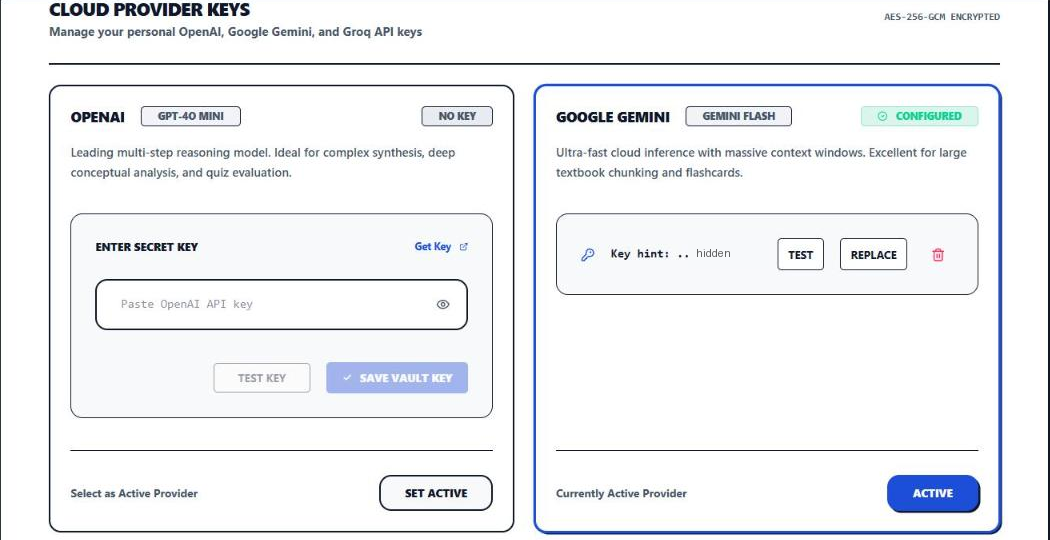 CLOUD PROVIDER KEYS
AES-256-GCM ENCRYPTED
Manage your personal OpenAI, Google Gemini, and Groq API keys
OPENAI
GPT-4O MINI
NO KEY
Leading multi-step reasoning model. Ideal for complex synthesis, deep
conceptual analysis, and quiz evaluation.
ENTER SECRET KEY
Get Key
Paste OpenAI API key
TEST KEY
SAVE VAULT KEY
Select as Active Provider
SET ACTIVE
GOOGLE GEMINI
GEMINI FLASH
CONFIGURED
Ultra-fast cloud inference with massive context windows. Excellent for large
textbook chunking and flashcards.
Key hint: .. hidden
TEST
REPLACE
Currently Active Provider
ACTIVE